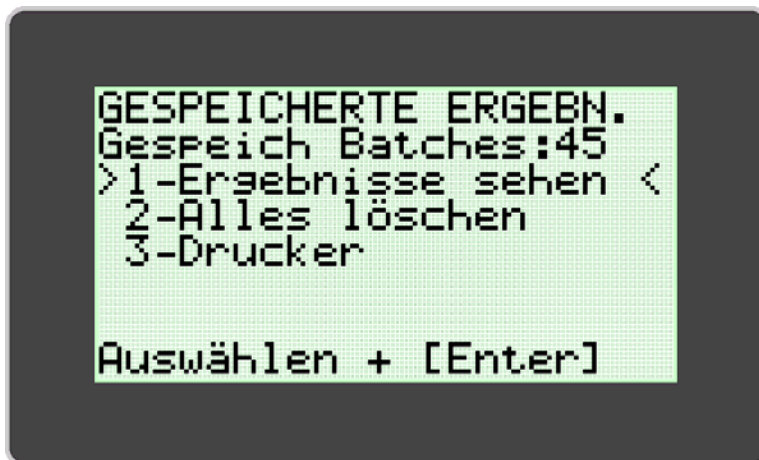 GESPEICHERTE ERGEBN.
Gespeich Batches:45
>1-Ergebnisse sehen <
2-Alles löschen
3-Drucker
Auswählen + [Enter]